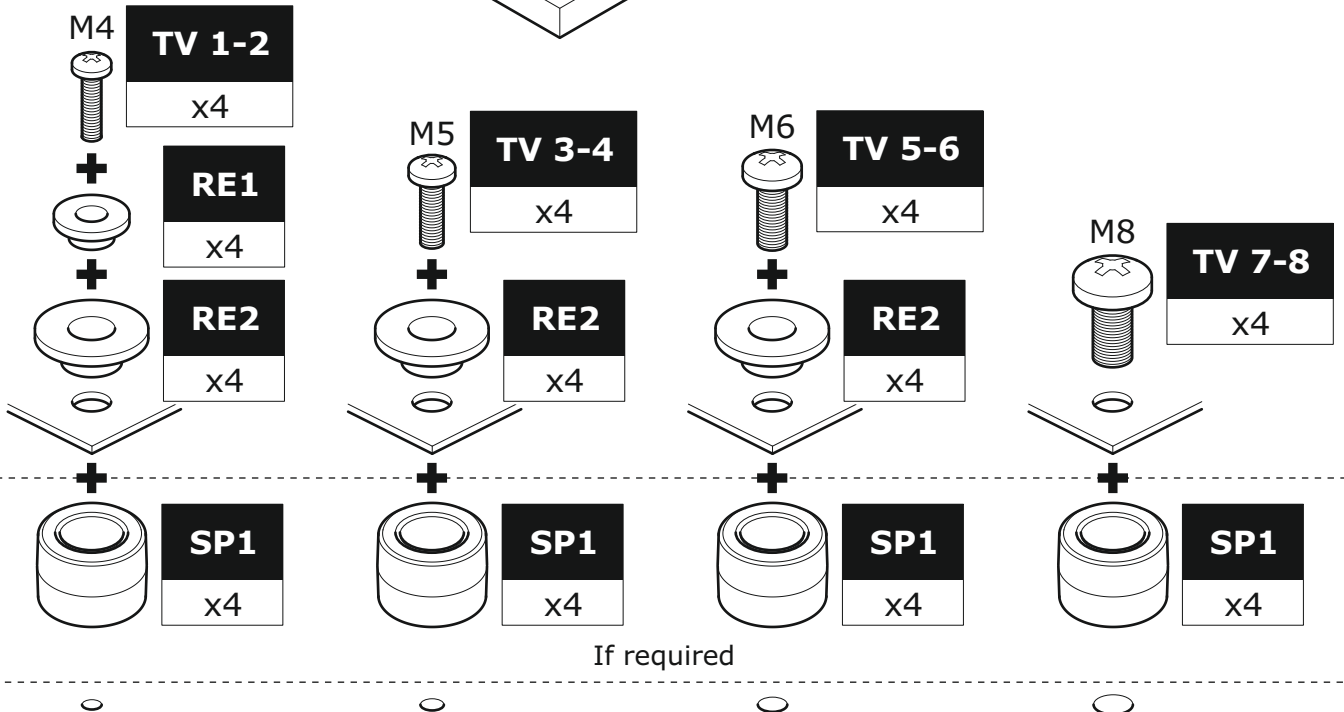 M4
TV 1-2
x4
RE1
x4
RE2
x4
M5
TV 3-4
x4
RE2
x4
M6
TV 5-6
x4
RE2
x4
M8
TV 7-8
x4
SP1
x4
SP1
x4
SP1
x4
SP1
x4
If required